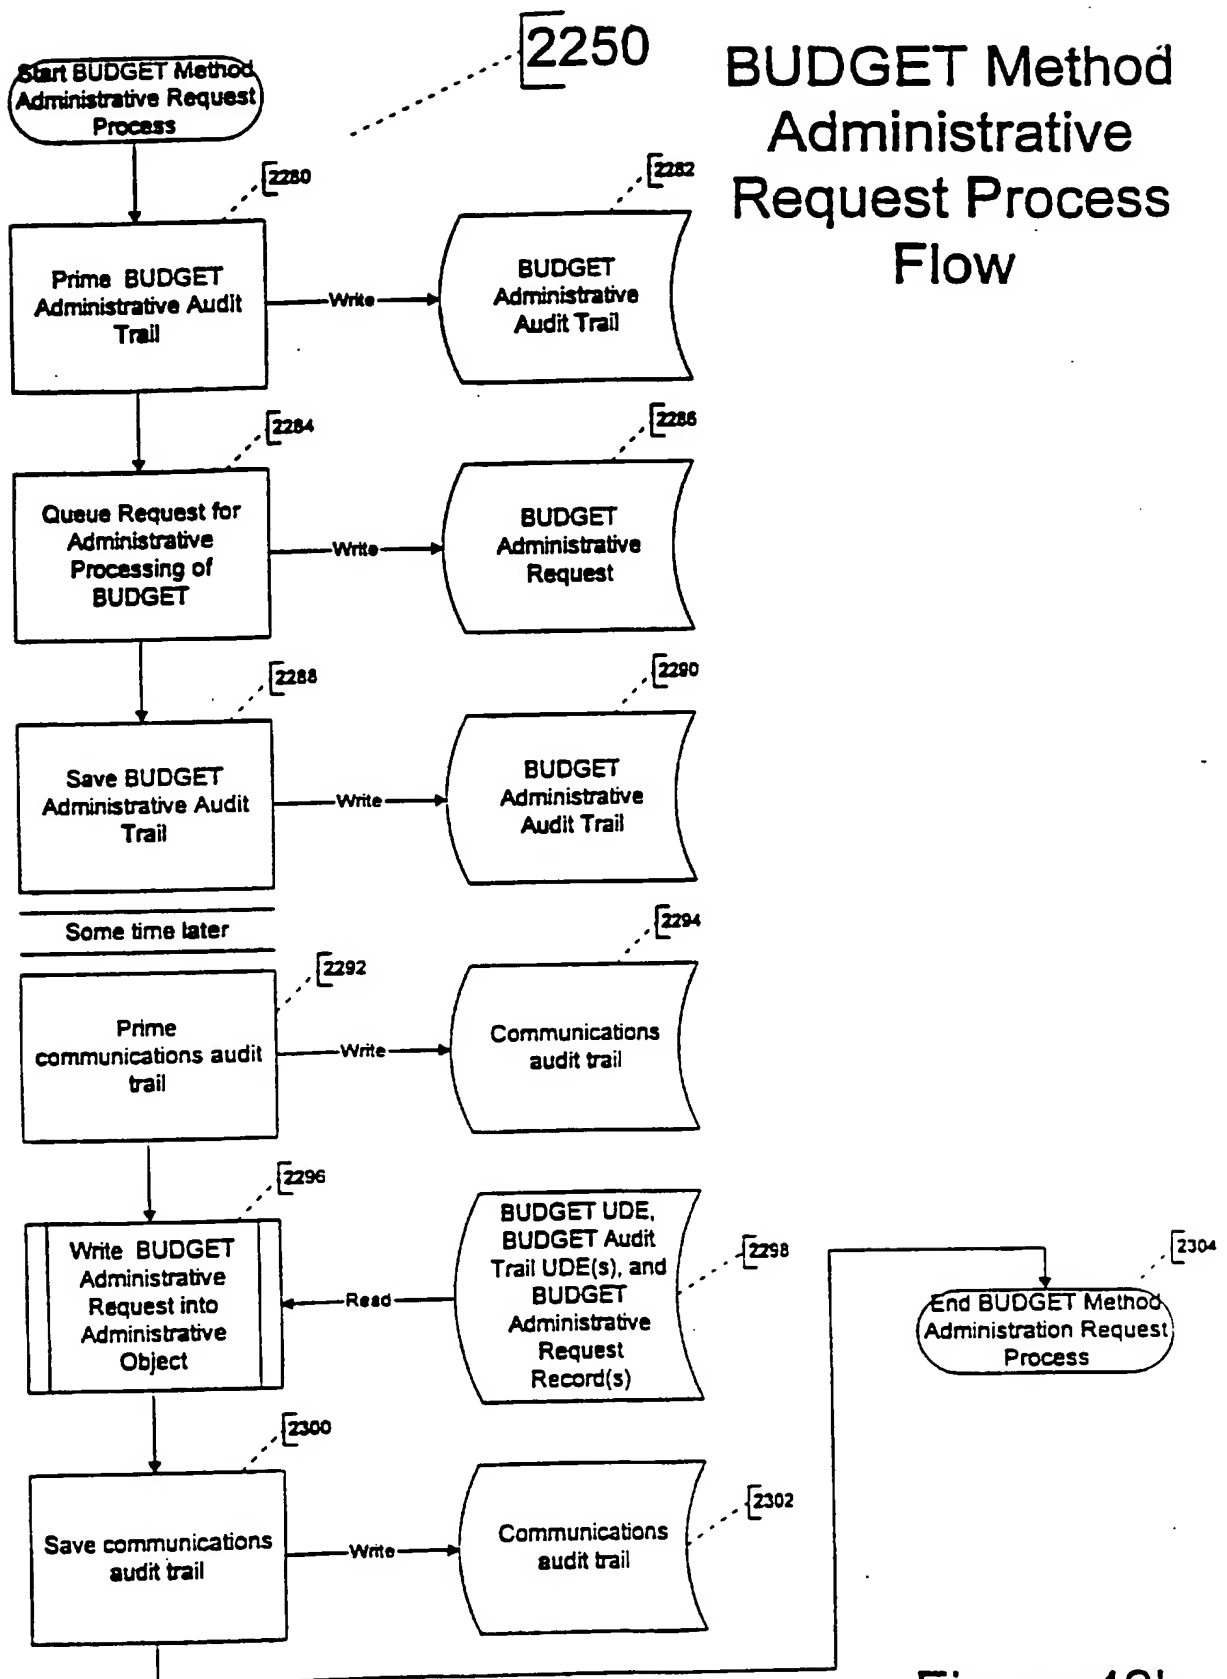 2250
BUDGET Method
Administrative
Request Process
Flow
Start BUDGET Method
Administrative Request
Process
2280
Prime BUDGET
Administrative Audit
Trail
Write
2282
BUDGET
Administrative
Audit Trail
2284
Queue Request for
Administrative
Processing of
BUDGET
Write
2286
BUDGET
Administrative
Request
2288
Save BUDGET
Administrative Audit
Trail
Write
2290
BUDGET
Administrative
Audit Trail
Some time later
2292
Prime
communications audit
trail
Write
2294
Communications
audit trail
2296
Write BUDGET
Administrative
Request into
Administrative
Object
Read
BUDGET UDE,
BUDGET Audit
Trail UDE(s), and
BUDGET
Administrative
Request
Record(s)
2298
2300
Save communications
audit trail
Write
Communications
audit trail
2302
2304
End BUDGET Method
Administration Request
Process